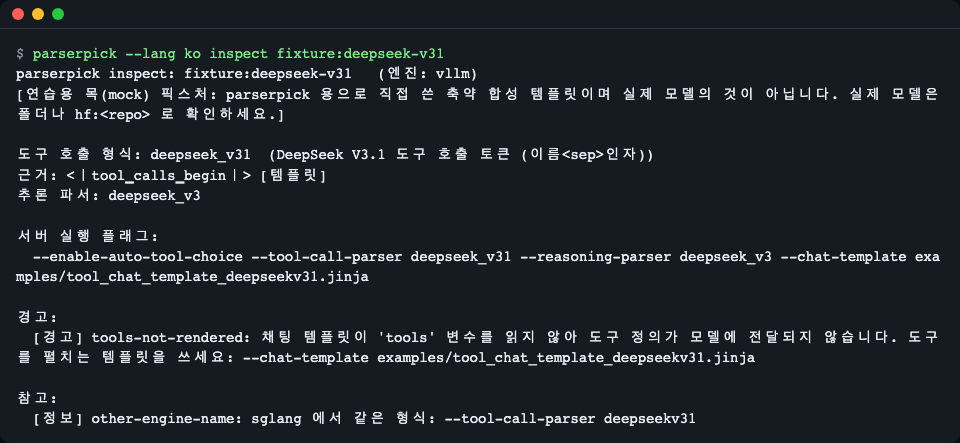 $ parserpick --lang ko inspect fixture:deepseek-v31
parserpick inspect: fixture:deepseek-v31 (엔진: vllm)
[연습용 목(mock) 픽스처: parserpick 용으로 직접 쓴 축약 합성 템플릿이며 실제 모델의 것이 아닙니다. 실제 모델은
폴더나 hf:<repo> 로 확인하세요.]
도구 호출 형식: deepseek_v31 (DeepSeek V3.1 도구 호출 토큰 (이름<sep>인자))
근거: <｜tool_calls_begin｜> [템플릿]
추론 파서: deepseek_v3
서버 실행 플래그:
--enable-auto-tool-choice --tool-call-parser deepseek_v31 --reasoning-parser deepseek_v3 --chat-template exa
mples/tool_chat_template_deepseekv31.jinja
경고:
[경고] tools-not-rendered: 채팅 템플릿이 'tools' 변수를 읽지 않아 도구 정의가 모델에 전달되지 않습니다. 도구
를 펼치는 템플릿을 쓰세요: --chat-template examples/tool_chat_template_deepseekv31.jinja
참고:
[정보] other-engine-name: sglang 에서 같은 형식: --tool-call-parser deepseekv31